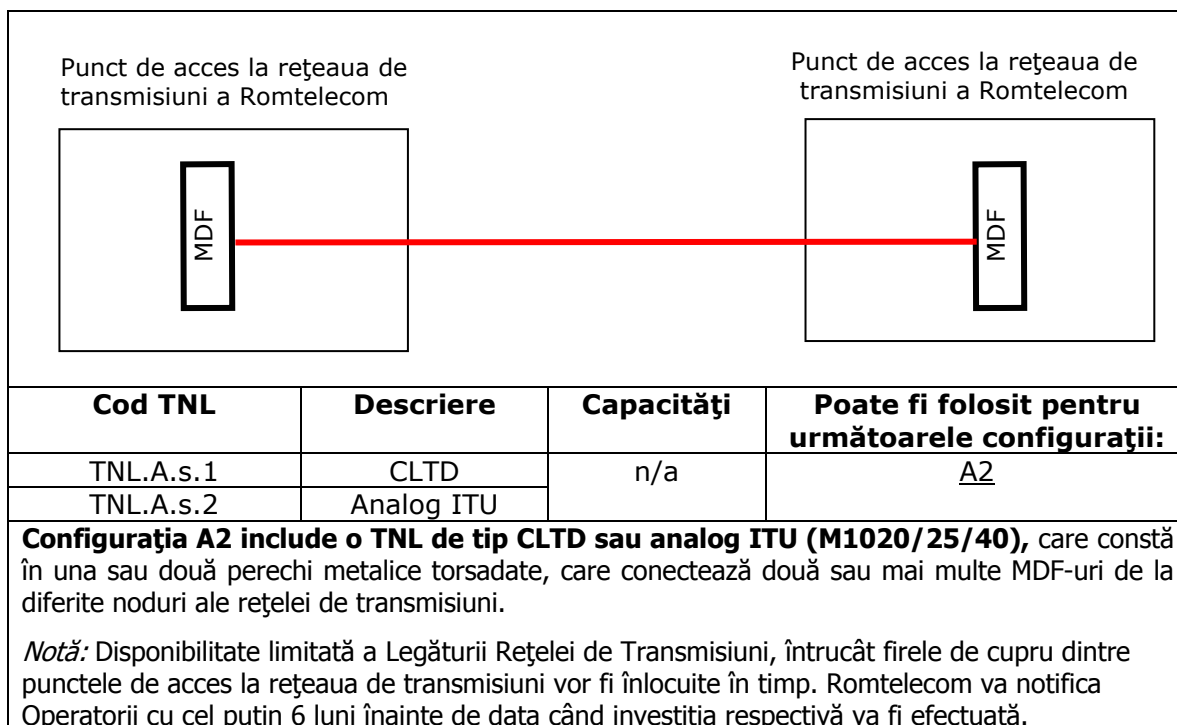 Punct de acces la reţeaua de
transmisiuni a Romtelecom
Punct de acces la reţeaua de
transmisiuni a Romtelecom
MDF
MDF
Cod TNL Descriere Capacităţi Poate fi folosit pentru
următoarele configuraţii:
TNL.A.s.1 CLTD n/a A2
TNL.A.s.2 Analog ITU
Configuraţia A2 include o TNL de tip CLTD sau analog ITU (M1020/25/40), care constă
în una sau două perechi metalice torsadate, care conectează două sau mai multe MDF-uri de la
diferite noduri ale reţelei de transmisiuni.
Notă: Disponibilitate limitată a Legăturii Reţelei de Transmisiuni, întrucât firele de cupru dintre
punctele de acces la reţeaua de transmisiuni vor fi înlocuite în timp. Romtelecom va notifica
Operatorii cu cel puţin 6 luni înainte de data când investiţia respectivă va fi efectuată.